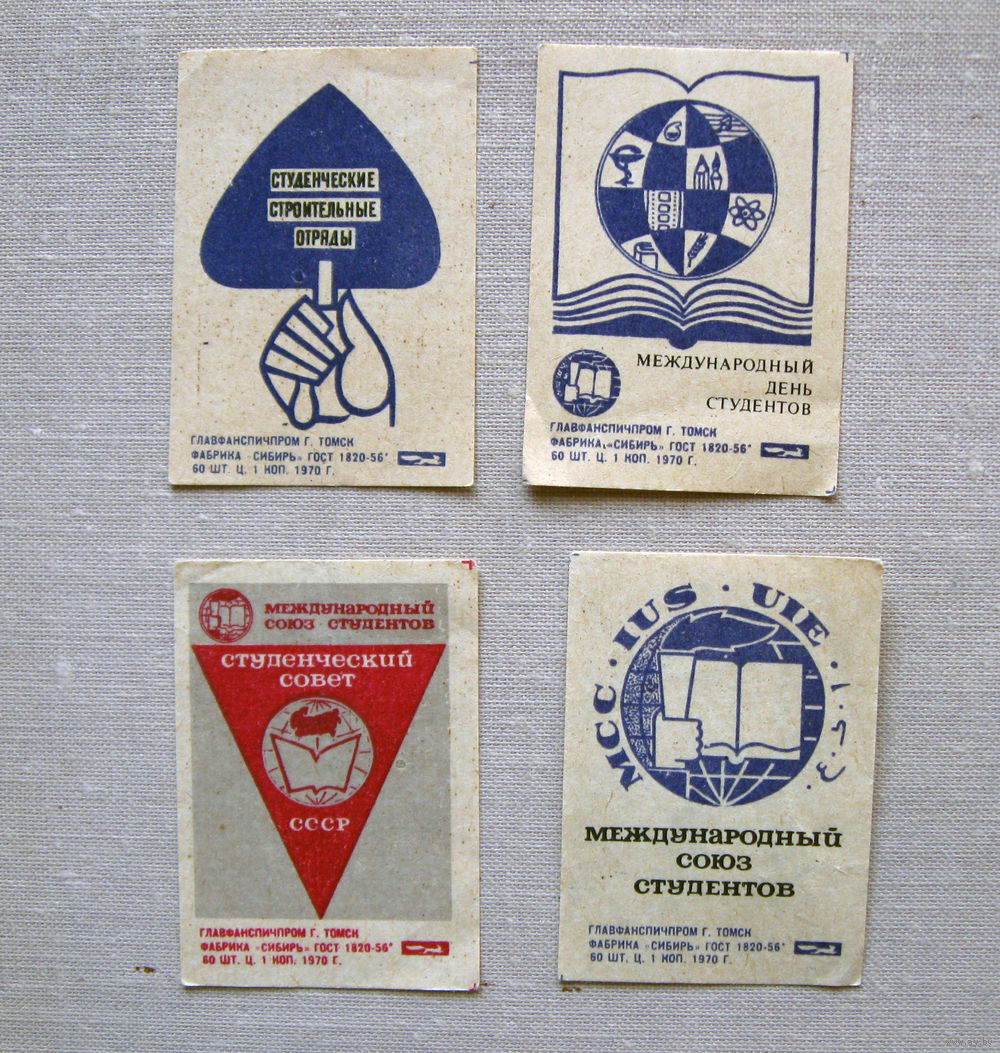 СТУДЕНЧЕСКИЕ
СТРОИТЕЛЬНЫЕ
ОТРЯДЫ
ГЛАВФАНСПИЧПРОМ Г. ТОМСК
ФАБРИКА «СИБИРЬ» ГОСТ 1820-56*
60 ШТ. Ц. 1 КОП. 1970 Г.
МЕЖДУНАРОДНЫЙ
ДЕНЬ
СТУДЕНТОВ
ГЛАВФАНСПИЧПРОМ Г. ТОМСК
ФАБРИКА «СИБИРЬ» ГОСТ 1820-56*
60 ШТ. Ц. 1 КОП. 1970 Г.
МЕЖДУНАРОДНЫЙ
СОЮЗ СТУДЕНТОВ
СТУДЕНЧЕСКИЙ
СОВЕТ
СССР
ГЛАВФАНСПИЧПРОМ Г. ТОМСК
ФАБРИКА «СИБИРЬ» ГОСТ 1820-56*
60 ШТ. Ц. 1 КОП. 1970 Г.
МСС · IUS · UIE ·
МЕЖДУНАРОДНЫЙ
СОЮЗ
СТУДЕНТОВ
ГЛАВФАНСПИЧПРОМ Г. ТОМСК
ФАБРИКА «СИБИРЬ» ГОСТ 1820-56*
60 ШТ. Ц. 1 КОП. 1970 Г.
www.ay.by